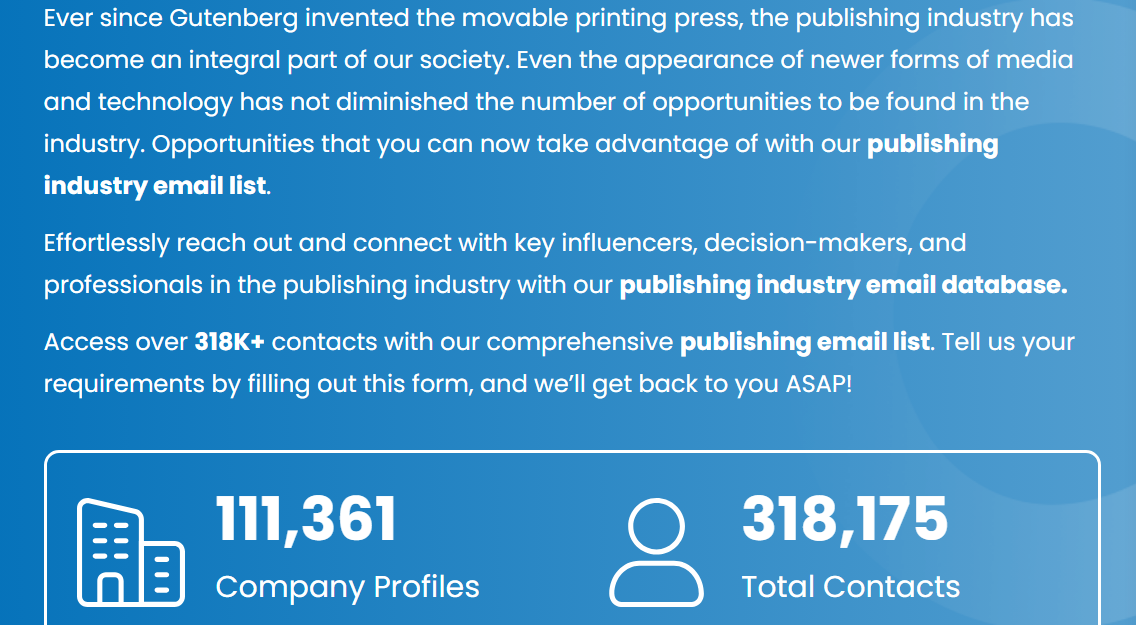 Ever since Gutenberg invented the movable printing press, the publishing industry has
become an integral part of our society. Even the appearance of newer forms of media
and technology has not diminished the number of opportunities to be found in the
industry. Opportunities that you can now take advantage of with our publishing
industry email list.
Effortlessly reach out and connect with key influencers, decision-makers, and
professionals in the publishing industry with our publishing industry email database.
Access over 318K+ contacts with our comprehensive publishing email list. Tell us your
requirements by filling out this form, and we’ll get back to you ASAP!
111,361
Company Profiles
318,175
Total Contacts